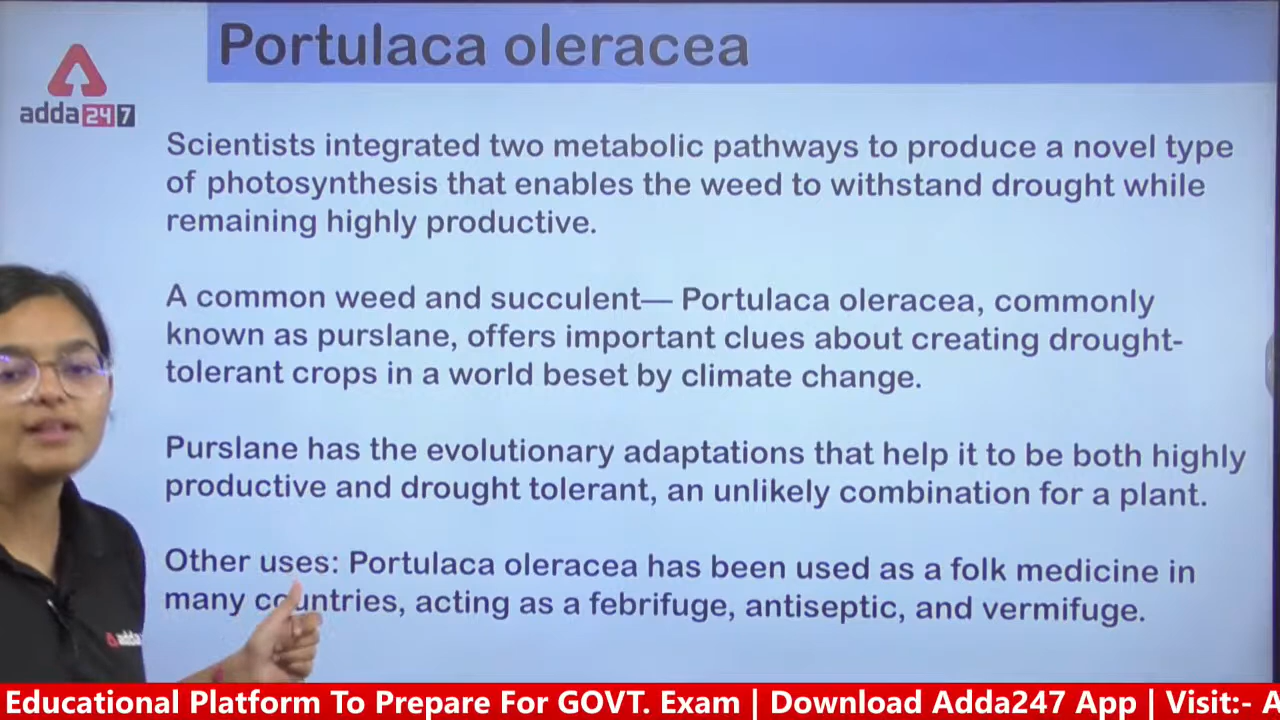 Portulaca oleracea
adda247
Scientists integrated two metabolic pathways to produce a novel type
of photosynthesis that enables the weed to withstand drought while
remaining highly productive.
A common weed and succulent— Portulaca oleracea, commonly
known as purslane, offers important clues about creating drought-
tolerant crops in a world beset by climate change.
Purslane has the evolutionary adaptations that help it to be both highly
productive and drought tolerant, an unlikely combination for a plant.
Other uses: Portulaca oleracea has been used as a folk medicine in
many countries, acting as a febrifuge, antiseptic, and vermifuge.
adda
Educational Platform To Prepare For GOVT. Exam | Download Adda247 App | Visit:- A